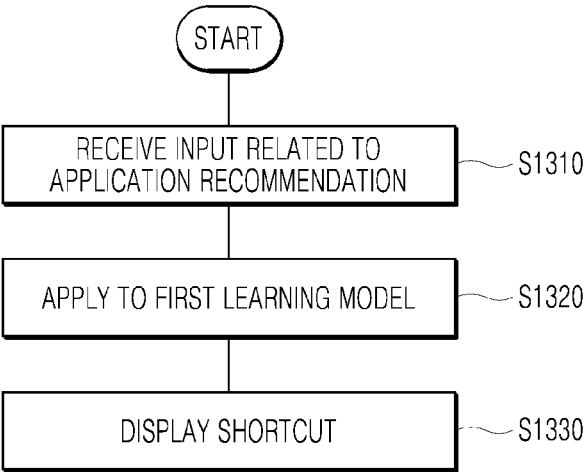 START
RECEIVE INPUT RELATED TO
APPLICATION RECOMMENDATION
S1310
APPLY TO FIRST LEARNING MODEL
S1320
DISPLAY SHORTCUT
S1330